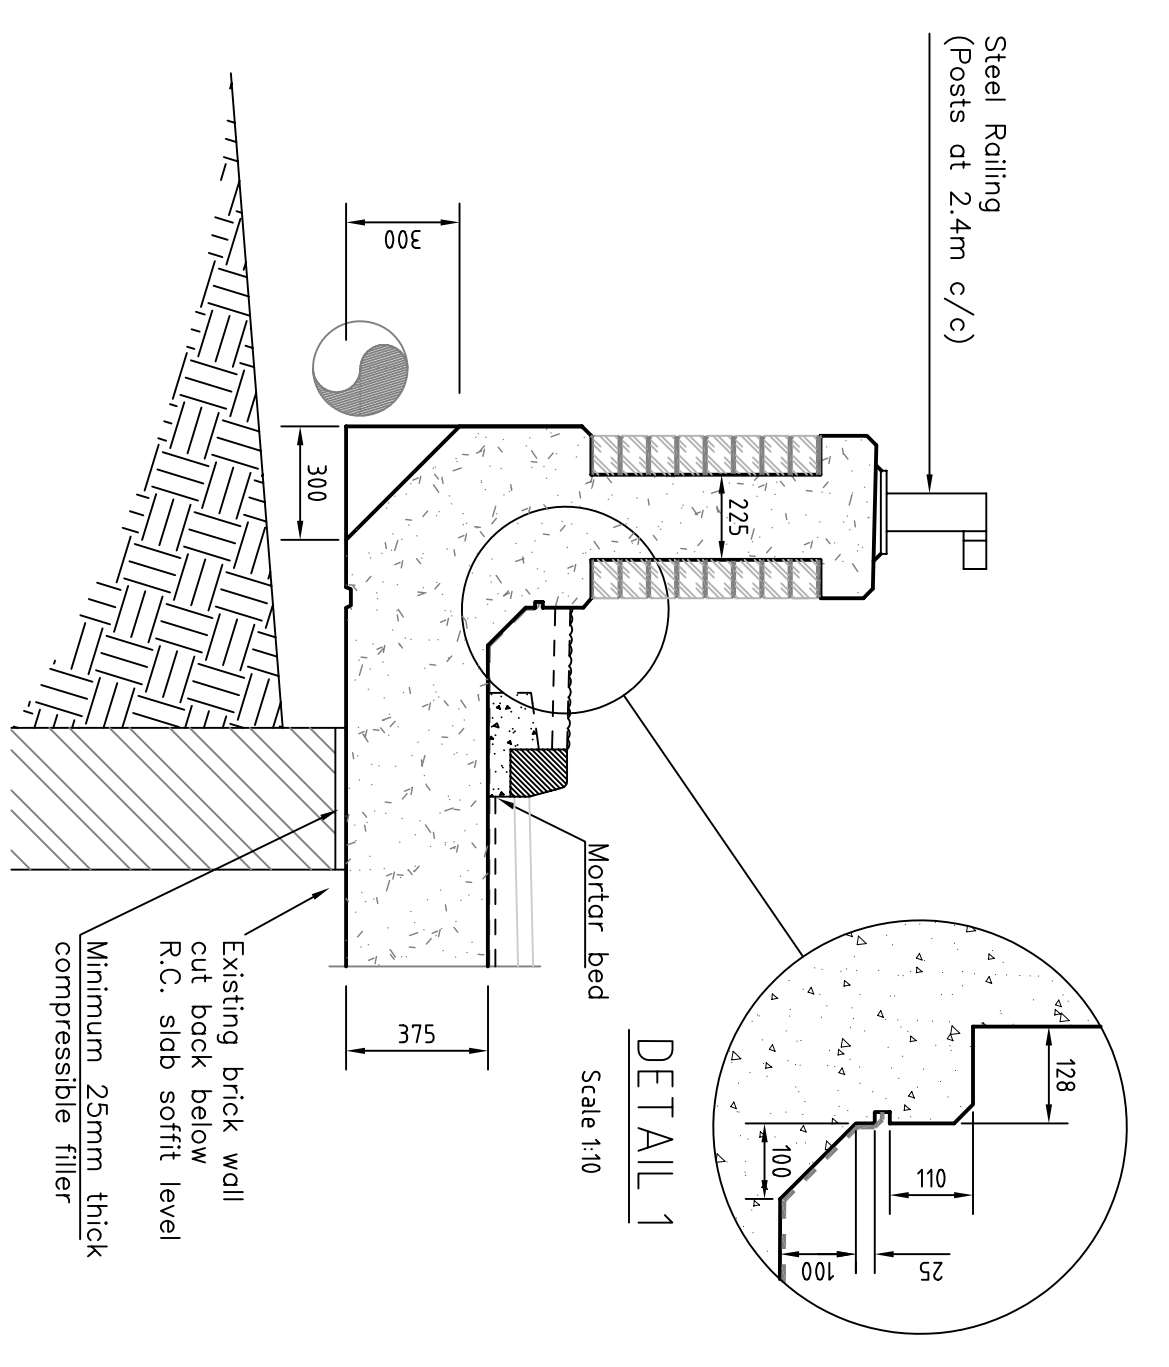 Steel Railing
(Posts at 2.4m c/c)
300
300
225
Mortar bed
375
Existing brick wall
cut back below
R.C. slab soffit level
Minimum 25mm thick
compressible filler
DETAIL 1
Scale 1:10
128
110
100
100
25